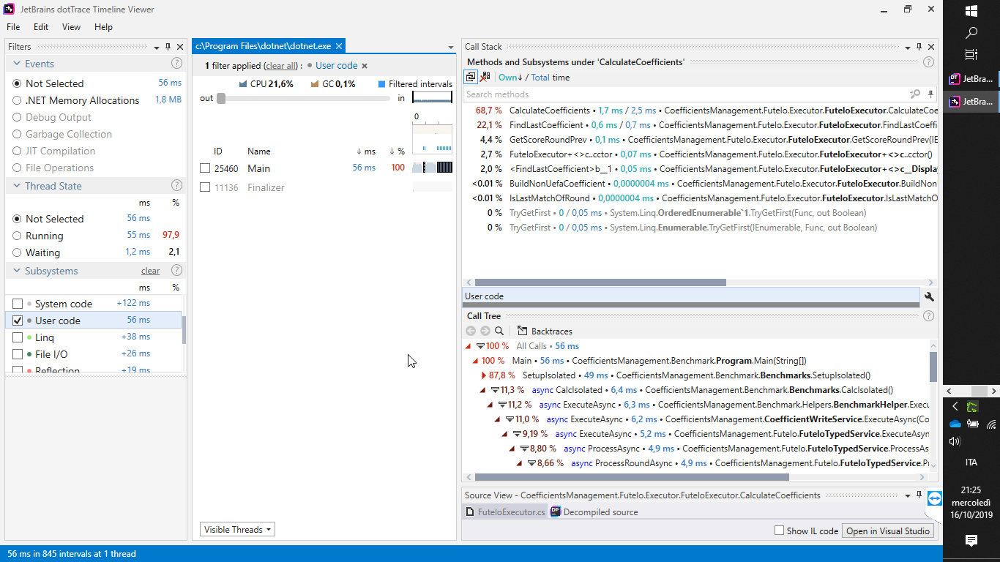 JetBrains dotTrace Timeline Viewer
File Edit View Help
Filters
Events
Not Selected 56 ms
.NET Memory Allocations 1,8 MB
Debug Output
Garbage Collection
JIT Compilation
File Operations
Thread State
ms %
Not Selected 56 ms
Running 55 ms 97,9
Waiting 1,2 ms 2,1
Subsystems clear
ms %
System code +122 ms
User code 56 ms
Linq +38 ms
File I/O +26 ms
Reflection +19 ms
c:\Program Files\dotnet\dotnet.exe
1 filter applied (clear all) : • User code
CPU 21,6% GC 0,1% Filtered intervals
out in
0
ID Name ↓ ms ↓ %
25460 Main 56 ms 100
11136 Finalizer
Visible Threads
Call Stack
Methods and Subsystems under 'CalculateCoefficients'
Own↓ / Total time
Search methods
68,7 % CalculateCoefficients • 1,7 ms / 2,5 ms • CoefficientsManagement.Futelo.Executor.FuteloExecutor.CalculateCoe
22,1 % FindLastCoefficient • 0,6 ms / 0,7 ms • CoefficientsManagement.Futelo.Executor.FuteloExecutor.FindLastCoeffi
4,4 % GetScoreRoundPrev • 0,1 ms • CoefficientsManagement.Futelo.Executor.FuteloExecutor.GetScoreRoundPrev(IE
2,7 % FuteloExecutor+<>c..cctor • 0,07 ms • CoefficientsManagement.Futelo.Executor.FuteloExecutor+<>c..cctor()
2,0 % <FindLastCoefficient>b__1 • 0,05 ms • CoefficientsManagement.Futelo.Executor.FuteloExecutor+<>c__Displa
<0.01 % BuildNonUefaCoefficient • 0,0000004 ms • CoefficientsManagement.Futelo.Executor.FuteloExecutor.BuildNon
<0.01 % IsLastMatchOfRound • 0,0000004 ms • CoefficientsManagement.Futelo.Executor.FuteloExecutor.IsLastMatchO
0 % TryGetFirst • 0 / 0,05 ms • System.Linq.OrderedEnumerable`1.TryGetFirst(Func, out Boolean)
0 % TryGetFirst • 0 / 0,05 ms • System.Linq.Enumerable.TryGetFirst(IEnumerable, Func, out Boolean)
User code
Call Tree
Backtraces
100 % All Calls • 56 ms
100 % Main • 56 ms • CoefficientsManagement.Benchmark.Program.Main(String[])
87,8 % SetupIsolated • 49 ms • CoefficientsManagement.Benchmark.Benchmarks.SetupIsolated()
11,3 % async CalcIsolated • 6,4 ms • CoefficientsManagement.Benchmark.Benchmarks.CalcIsolated()
11,2 % async ExecuteAsync • 6,3 ms • CoefficientsManagement.Benchmark.Helpers.BenchmarkHelper.Execu
11,0 % async ExecuteAsync • 6,2 ms • CoefficientsManagement.CoefficientWriteService.ExecuteAsync(Co
9,19 % async ExecuteAsync • 5,2 ms • CoefficientsManagement.Futelo.FuteloTypedService.ExecuteAsyn
8,80 % async ProcessAsync • 4,9 ms • CoefficientsManagement.Futelo.FuteloTypedService.ProcessAs
8,66 % async ProcessRoundAsync • 4,9 ms • CoefficientsManagement.Futelo.FuteloTypedService.Pr
Source View - CoefficientsManagement.Futelo.Executor.FuteloExecutor.CalculateCoefficients
FuteloExecutor.cs DP Decompiled source
Show IL code Open in Visual Studio
56 ms in 845 intervals at 1 thread
DT JetBra...
JetBra...
ITA
21:25
mercoledì
16/10/2019